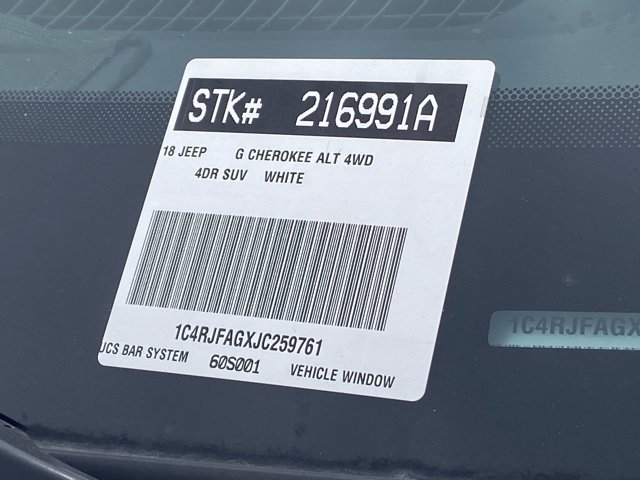 STK# 216991A
18 JEEP G CHEROKEE ALT 4WD
4DR SUV WHITE
1C4RJFAGXJC259761
UCS BAR SYSTEM 60S001 VEHICLE WINDOW
1C4RJFAGX